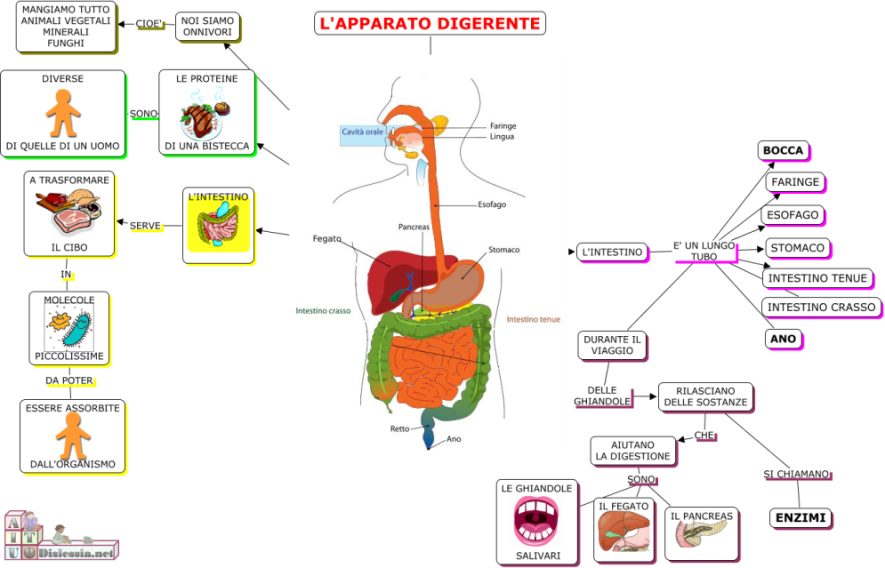 L'APPARATO DIGERENTE
MANGIAMO TUTTO
ANIMALI VEGETALI
MINERALI
FUNGHI
CIOE'
NOI SIAMO
ONNIVORI
DIVERSE
DI QUELLE DI UN UOMO
SONO
LE PROTEINE
DI UNA BISTECCA
A TRASFORMARE
IL CIBO
SERVE
L'INTESTINO
IN
MOLECOLE
PICCOLISSIME
DA POTER
ESSERE ASSORBITE
DALL'ORGANISMO
Cavità orale
Faringe
Lingua
Esofago
Pancreas
Fegato
Stomaco
Intestino crasso
Intestino tenue
Retto
Ano
L'INTESTINO
E' UN LUNGO
TUBO
BOCCA
FARINGE
ESOFAGO
STOMACO
INTESTINO TENUE
INTESTINO CRASSO
ANO
DURANTE IL
VIAGGIO
DELLE
GHIANDOLE
RILASCIANO
DELLE SOSTANZE
CHE
AIUTANO
LA DIGESTIONE
SONO
LE GHIANDOLE
SALIVARI
IL FEGATO
IL PANCREAS
SI CHIAMANO
ENZIMI
AIUTO
Dislessia.net